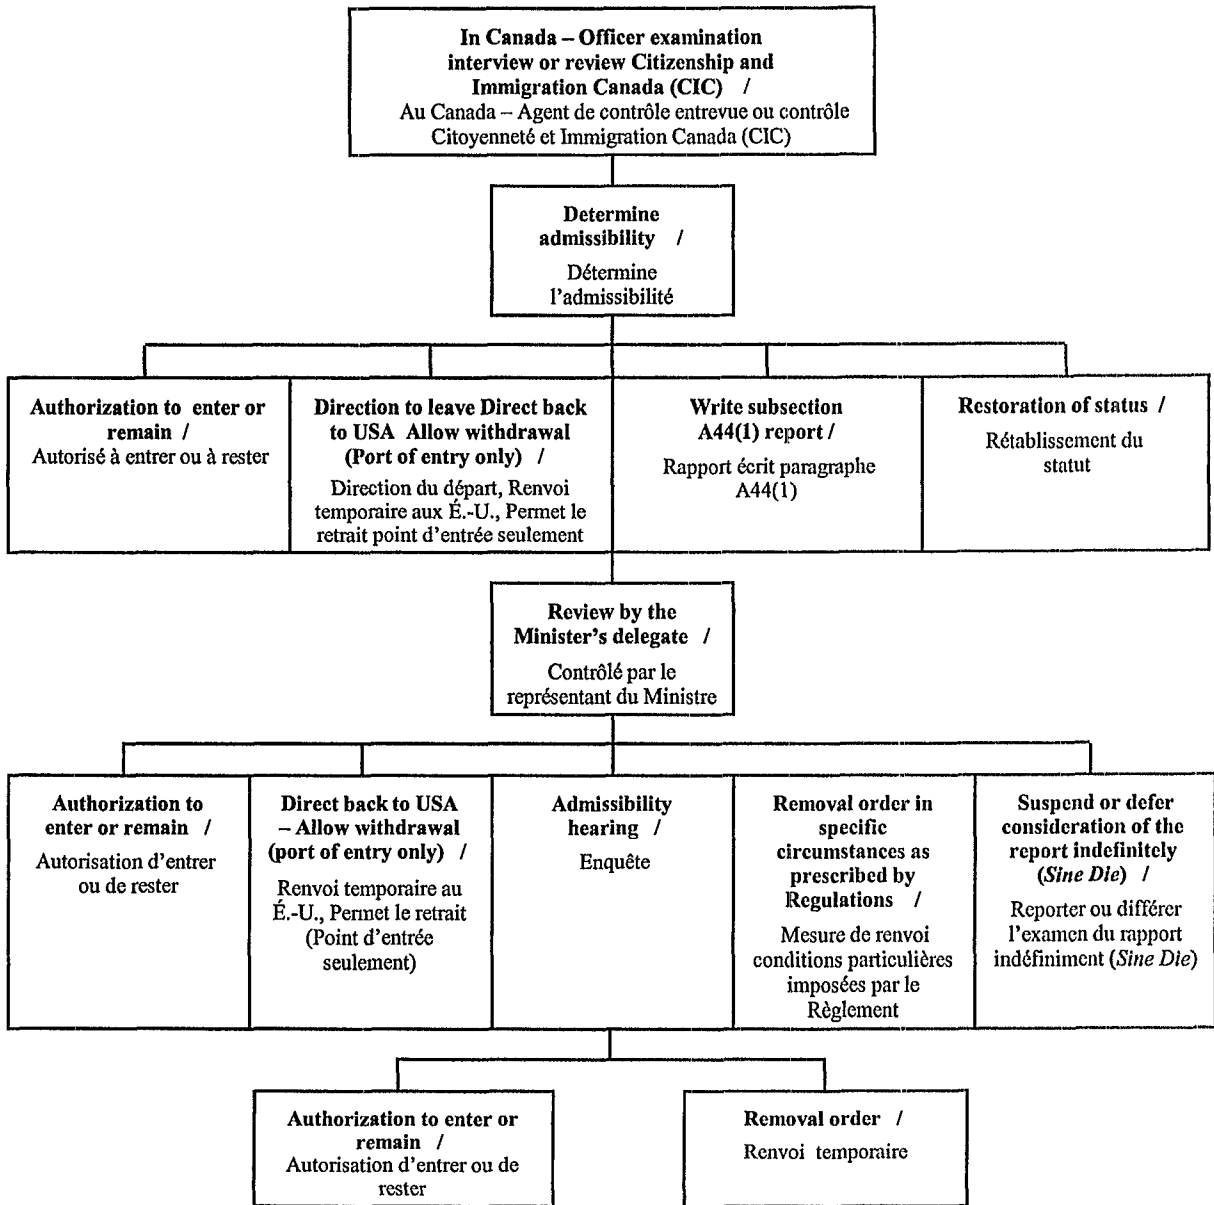 In Canada – Officer examination
interview or review Citizenship and
Immigration Canada (CIC) /
Au Canada – Agent de contrôle entrevue ou contrôle
Citoyenneté et Immigration Canada (CIC)
Determine
admissibility /
Détermine
l'admissibilité
Authorization to enter or
remain /
Autorisé à entrer ou à rester
Direction to leave Direct back
to USA Allow withdrawal
(Port of entry only) /
Direction du départ, Renvoi
temporaire aux É.-U., Permet le
retrait point d'entrée seulement
Write subsection
A44(1) report /
Rapport écrit paragraphe
A44(1)
Restoration of status /
Rétablissement du
statut
Review by the
Minister's delegate /
Contrôlé par le
représentant du Ministre
Authorization to
enter or remain /
Autorisation d'entrer
ou de rester
Direct back to USA
– Allow withdrawal
(port of entry only) /
Renvoi temporaire au
É.-U., Permet le retrait
(Point d'entrée
seulement)
Admissibility
hearing /
Enquête
Removal order in
specific
circumstances as
prescribed by
Regulations /
Mesure de renvoi
conditions particulières
imposées par le
Règlement
Suspend or defer
consideration of the
report indefinitely
(Sine Die) /
Reporter ou différer
l'examen du rapport
indéfiniment (Sine Die)
Authorization to enter or
remain /
Autorisation d'entrer ou de
rester
Removal order /
Renvoi temporaire